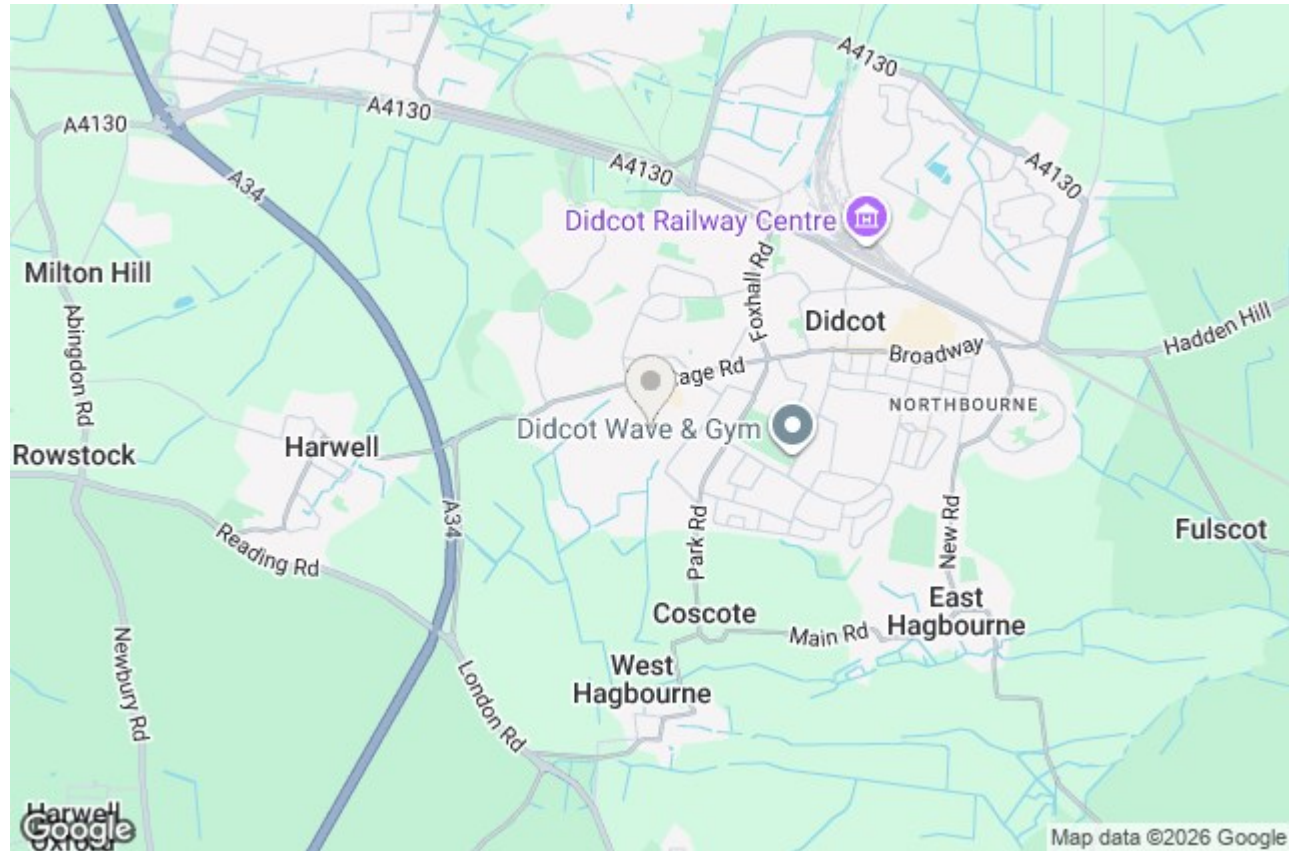 A4130
A4130
A4130
A4130
A4130
A34
Didcot Railway Centre
Milton Hill
Foxhall Rd
Didcot
Hadden Hill
Abingdon Rd
Broadway
tage Rd
NORTHBOURNE
Didcot Wave & Gym
Harwell
Rowstock
A34
Reading Rd
Park Rd
New Rd
Fulscot
Coscote
East
Hagbourne
Main Rd
West
Hagbourne
Newbury Rd
London Rd
Harwell
Oxford
Google
Map data ©2026 Google